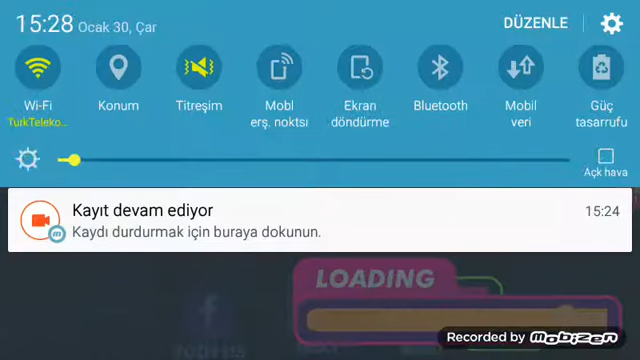 15:28 Ocak 30, Çar
DÜZENLE
Wi-Fi
TurkTeleko...
Konum
Titreşim
Mobl
erş. noktsı
Ekran
döndürme
Bluetooth
Mobil
veri
Güç
tasarrufu
Açk hava
Kayıt devam ediyor
15:24
Kaydı durdurmak için buraya dokunun.
LOADING
Recorded by mobizen